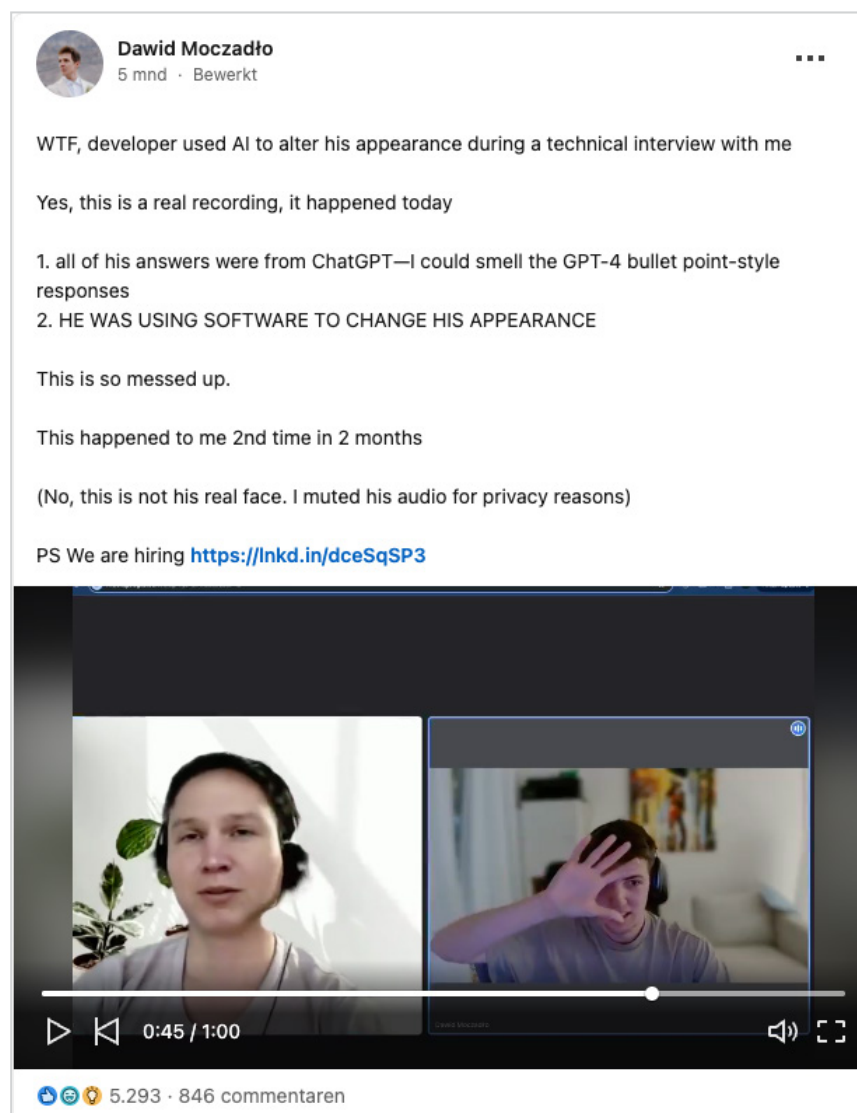 Dawid Moczadło
5 mnd · Bewerkt
WTF, developer used AI to alter his appearance during a technical interview with me
Yes, this is a real recording, it happened today
1. all of his answers were from ChatGPT—I could smell the GPT-4 bullet point-style
responses
2. HE WAS USING SOFTWARE TO CHANGE HIS APPEARANCE
This is so messed up.
This happened to me 2nd time in 2 months
(No, this is not his real face. I muted his audio for privacy reasons)
PS We are hiring https://lnkd.in/dceSqSP3
Dawid Moczadło
0:45 / 1:00
5.293 · 846 commentaren